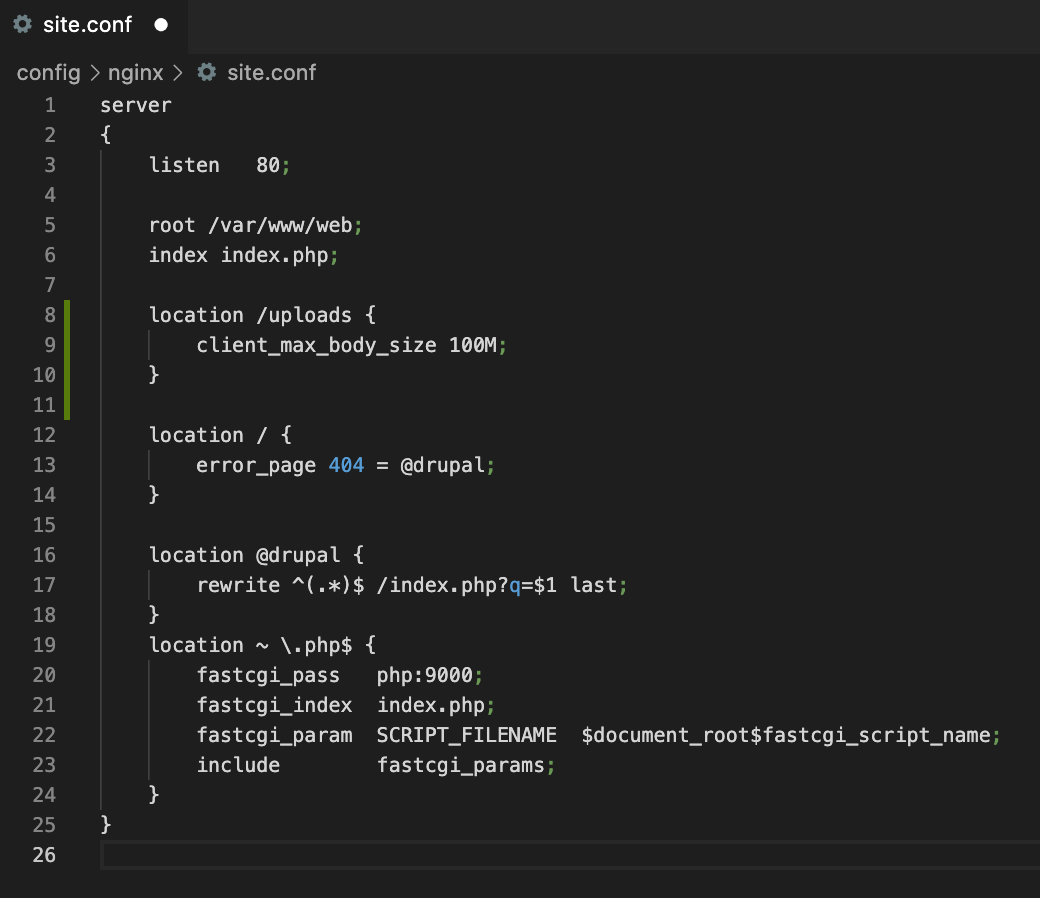 site.conf
config > nginx > site.conf
1 server
2 {
3     listen   80;
4
5     root /var/www/web;
6     index index.php;
7
8     location /uploads {
9         client_max_body_size 100M;
10     }
11
12     location / {
13         error_page 404 = @drupal;
14     }
15
16     location @drupal {
17         rewrite ^(.*)$ /index.php?q=$1 last;
18     }
19     location ~ \.php$ {
20         fastcgi_pass   php:9000;
21         fastcgi_index  index.php;
22         fastcgi_param  SCRIPT_FILENAME  $document_root$fastcgi_script_name;
23         include        fastcgi_params;
24     }
25 }
26